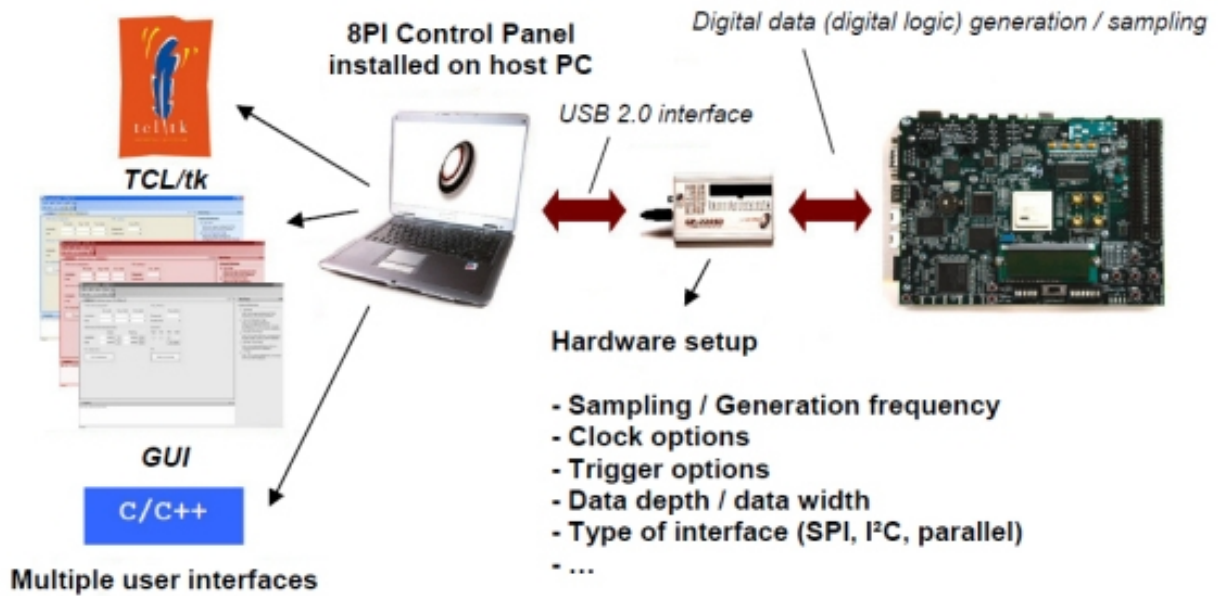 8PI Control Panel
installed on host PC
Digital data (digital logic) generation / sampling
USB 2.0 interface
tcl tk
TCL/tk
GUI
C/C++
Multiple user interfaces
Hardware setup
- Sampling / Generation frequency
- Clock options
- Trigger options
- Data depth / data width
- Type of interface (SPI, I²C, parallel)
- ...